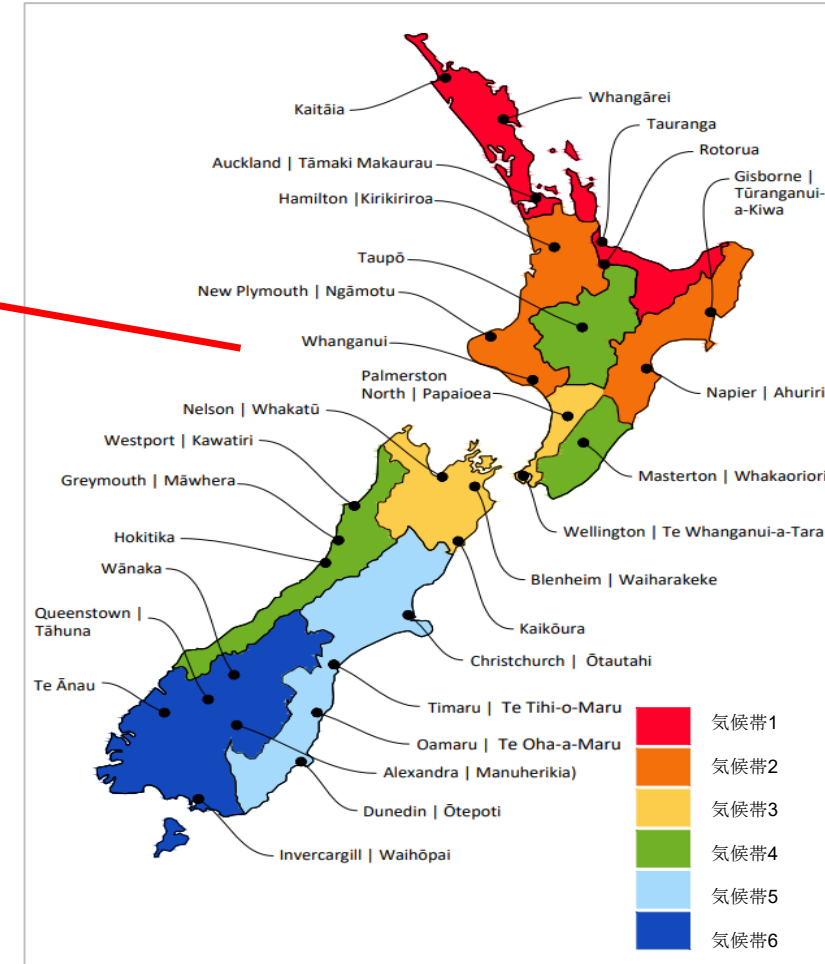 Kaitāia
Whangārei
Tauranga
Auckland | Tāmaki Makaurau
Rotorua
Gisborne |
Tūranganui-
a-Kiwa
Hamilton |Kirikiriroa
Taupō
New Plymouth | Ngāmotu
Whanganui
Palmerston
North | Papaioea
Napier | Ahuriri
Nelson | Whakatū
Westport | Kawatiri
Masterton | Whakaoriori
Greymouth | Māwhera
Wellington | Te Whanganui-a-Tara
Hokitika
Wānaka
Blenheim | Waiharakeke
Queenstown |
Tāhuna
Kaikōura
Christchurch | Ōtautahi
Te Ānau
Timaru | Te Tihi-o-Maru
Oamaru | Te Oha-a-Maru
Alexandra | Manuherikia)
Dunedin | Ōtepoti
Invercargill | Waihōpai
気候帯1
気候帯2
気候帯3
気候帯4
気候帯5
気候帯6